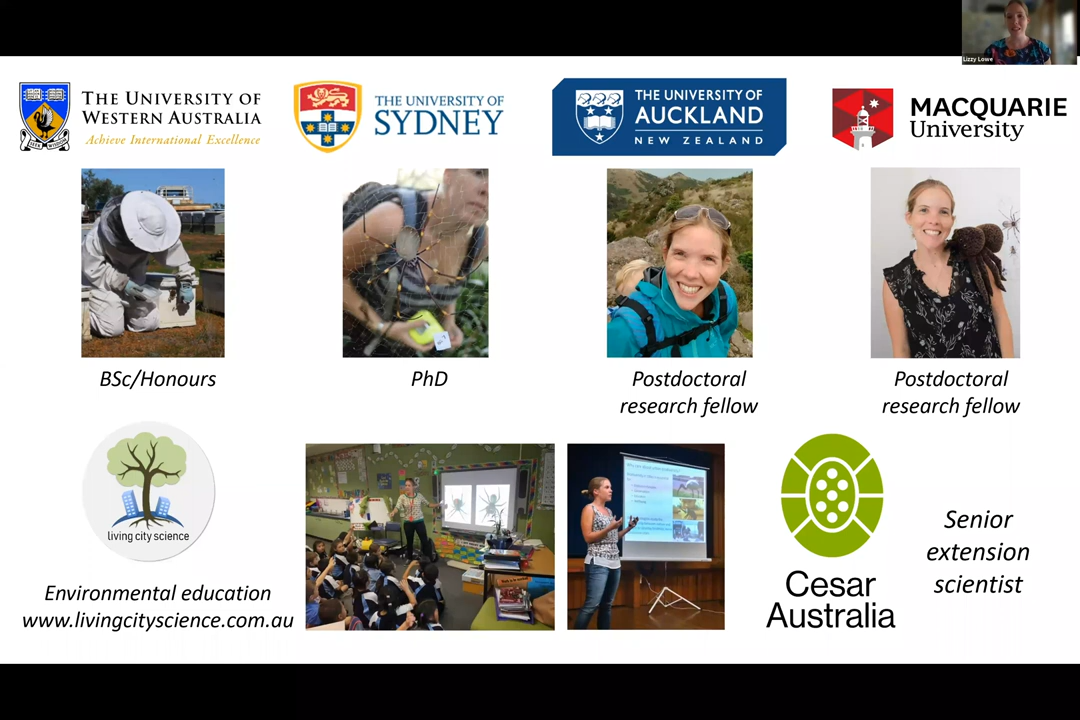 Lizzy Lowe
THE UNIVERSITY OF
WESTERN AUSTRALIA
Achieve International Excellence
SEEK WISDOM
THE UNIVERSITY OF
SYDNEY
THE UNIVERSITY OF
AUCKLAND
NEW ZEALAND
MACQUARIE
University
BSc/Honours
PhD
Postdoctoral
research fellow
Postdoctoral
research fellow
living city science
Environmental education
www.livingcityscience.com.au
Cesar
Australia
Senior
extension
scientist